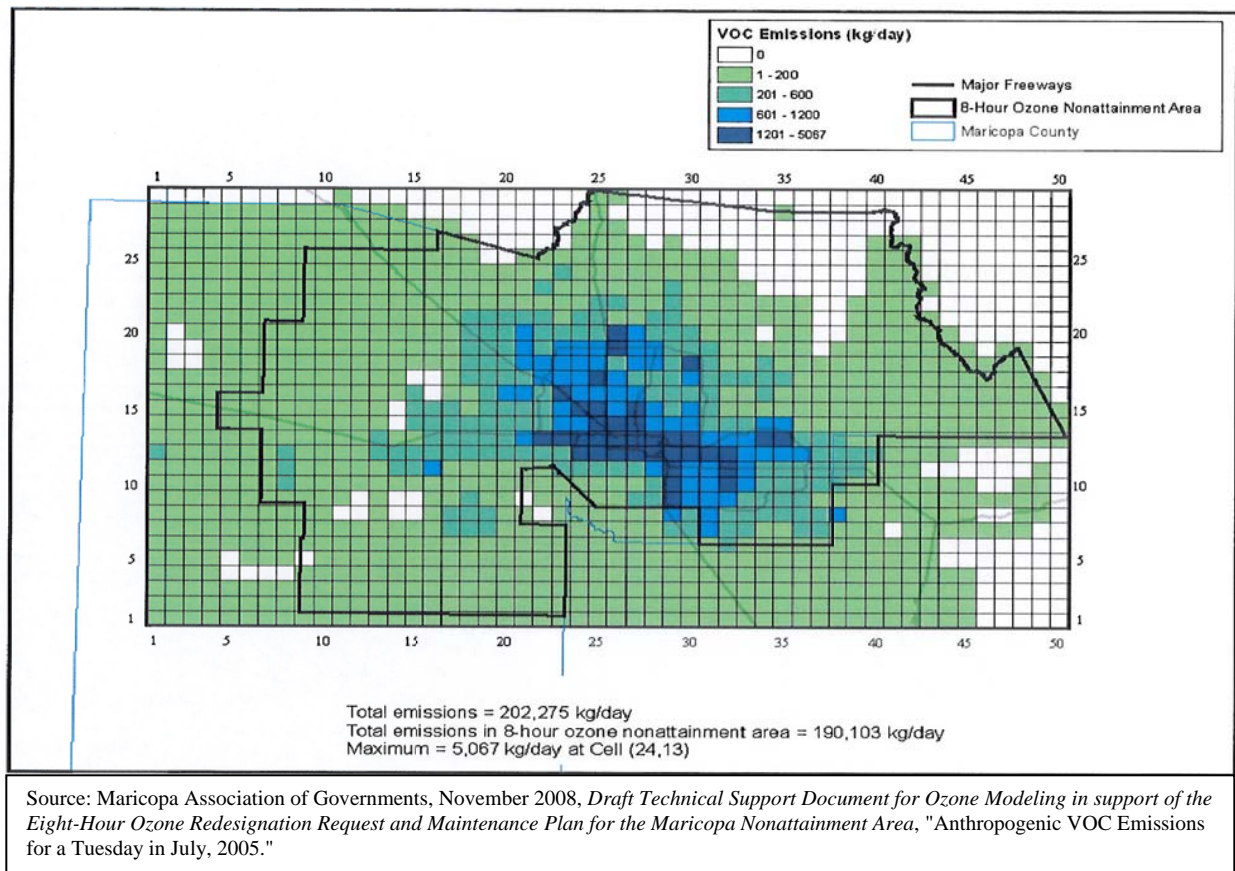 VOC Emissions (kg/day)
0
1 - 200
201 - 600
601 - 1200
1201 - 5067
Major Freeways
8-Hour Ozone Nonattainment Area
Maricopa County
1 5 10 15 20 25 30 35 40 45 50
25 25
20 20
15 15
10 10
5 5
1 1
1 5 10 15 20 25 30 35 40 45 50
Total emissions = 202,275 kg/day
Total emissions in 8-hour ozone nonattainment area = 190,103 kg/day
Maximum = 5,067 kg/day at Cell (24,13)
Source: Maricopa Association of Governments, November 2008, Draft Technical Support Document for Ozone Modeling in support of the
Eight-Hour Ozone Redesignation Request and Maintenance Plan for the Maricopa Nonattainment Area, "Anthropogenic VOC Emissions
for a Tuesday in July, 2005."